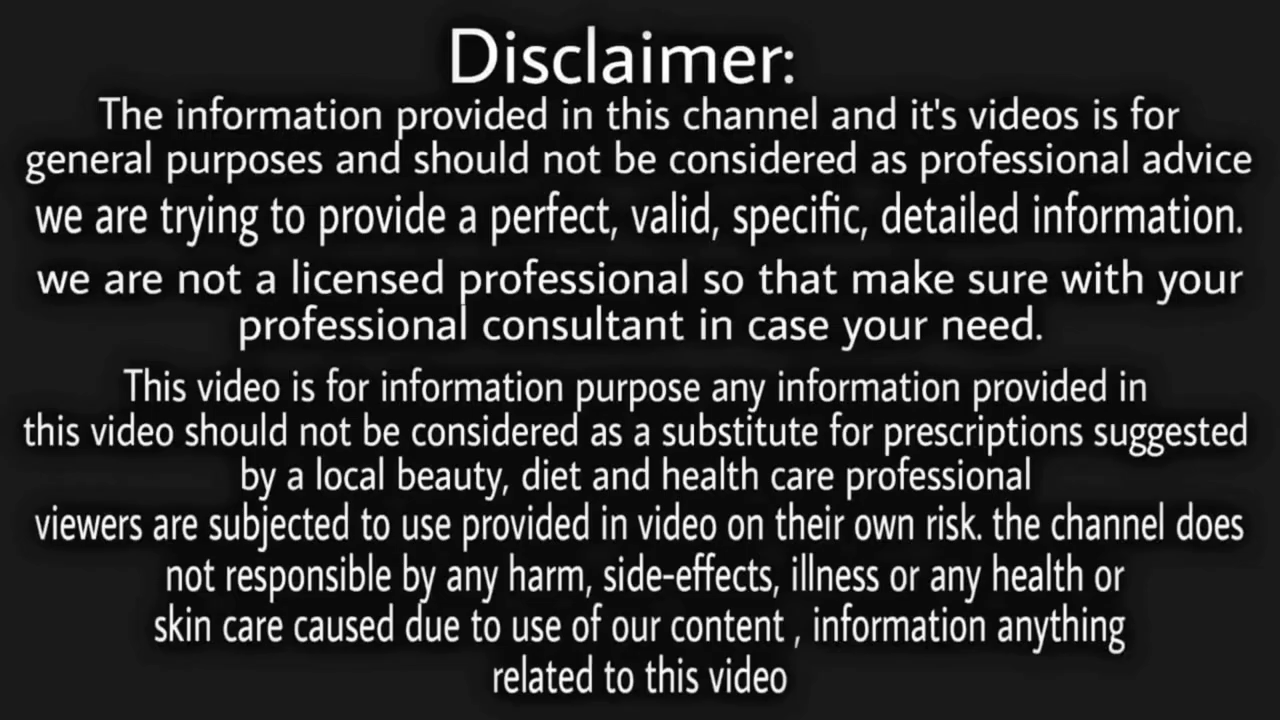 Disclaimer:
The information provided in this channel and it's videos is for
general purposes and should not be considered as professional advice
we are trying to provide a perfect, valid, specific, detailed information.
we are not a licensed professional so that make sure with your
professional consultant in case your need.
This video is for information purpose any information provided in
this video should not be considered as a substitute for prescriptions suggested
by a local beauty, diet and health care professional
viewers are subjected to use provided in video on their own risk. the channel does
not responsible by any harm, side-effects, illness or any health or
skin care caused due to use of our content , information anything
related to this video